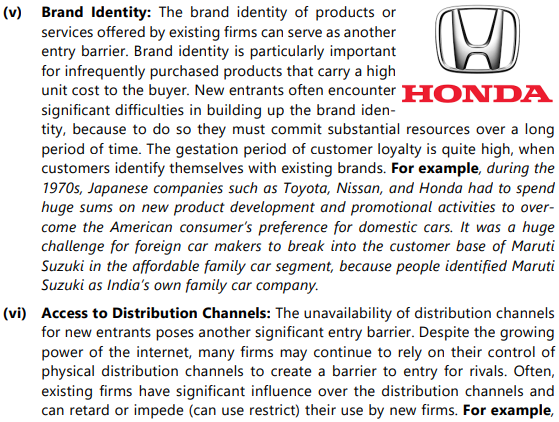 (v) Brand Identity: The brand identity of products or
services offered by existing firms can serve as another
entry barrier. Brand identity is particularly important
for infrequently purchased products that carry a high
unit cost to the buyer. New entrants often encounter
significant difficulties in building up the brand iden-
HONDA
tity, because to do so they must commit substantial resources over a long
period of time. The gestation period of customer loyalty is quite high, when
customers identify themselves with existing brands. For example, during the
1970s, Japanese companies such as Toyota, Nissan, and Honda had to spend
huge sums on new product development and promotional activities to over-
come the American consumer's preference for domestic cars. It was a huge
challenge for foreign car makers to break into the customer base of Maruti
Suzuki in the affordable family car segment, because people identified Maruti
Suzuki as India's own family car company.
(vi) Access to Distribution Channels: The unavailability of distribution channels
for new entrants poses another significant entry barrier. Despite the growing
power of the internet, many firms may continue to rely on their control of
physical distribution channels to create a barrier to entry for rivals. Often,
existing firms have significant influence over the distribution channels and
can retard or impede (can use restrict) their use by new firms. For example,